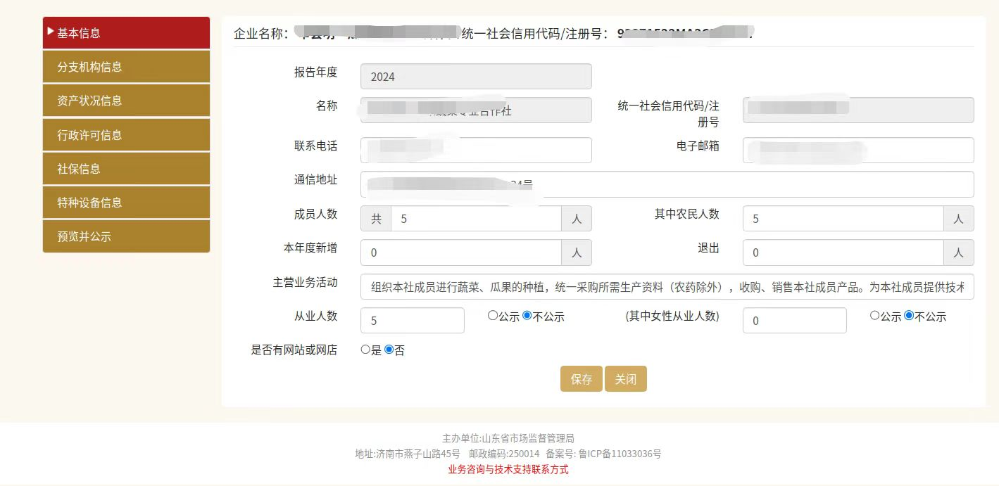 基本信息
分支机构信息
资产状况信息
行政许可信息
社保信息
特种设备信息
预览并公示
企业名称： 统一社会信用代码/注册号：
报告年度 2024
名称 专业合作社 统一社会信用代码/注
册号
联系电话 电子邮箱
通信地址
成员人数 共 5 人 其中农民人数 5 人
本年度新增 0 人 退出 0 人
主营业务活动 组织本社成员进行蔬菜、瓜果的种植，统一采购所需生产资料（农药除外），收购、销售本社成员产品。为本社成员提供技术
从业人数 5 公示 不公示 (其中女性从业人数) 0 公示 不公示
是否有网站或网店 是 否
保存 关闭
主办单位:山东省市场监督管理局
地址:济南市燕子山路45号 邮政编码:250014 备案号: 鲁ICP备11033036号
业务咨询与技术支持联系方式